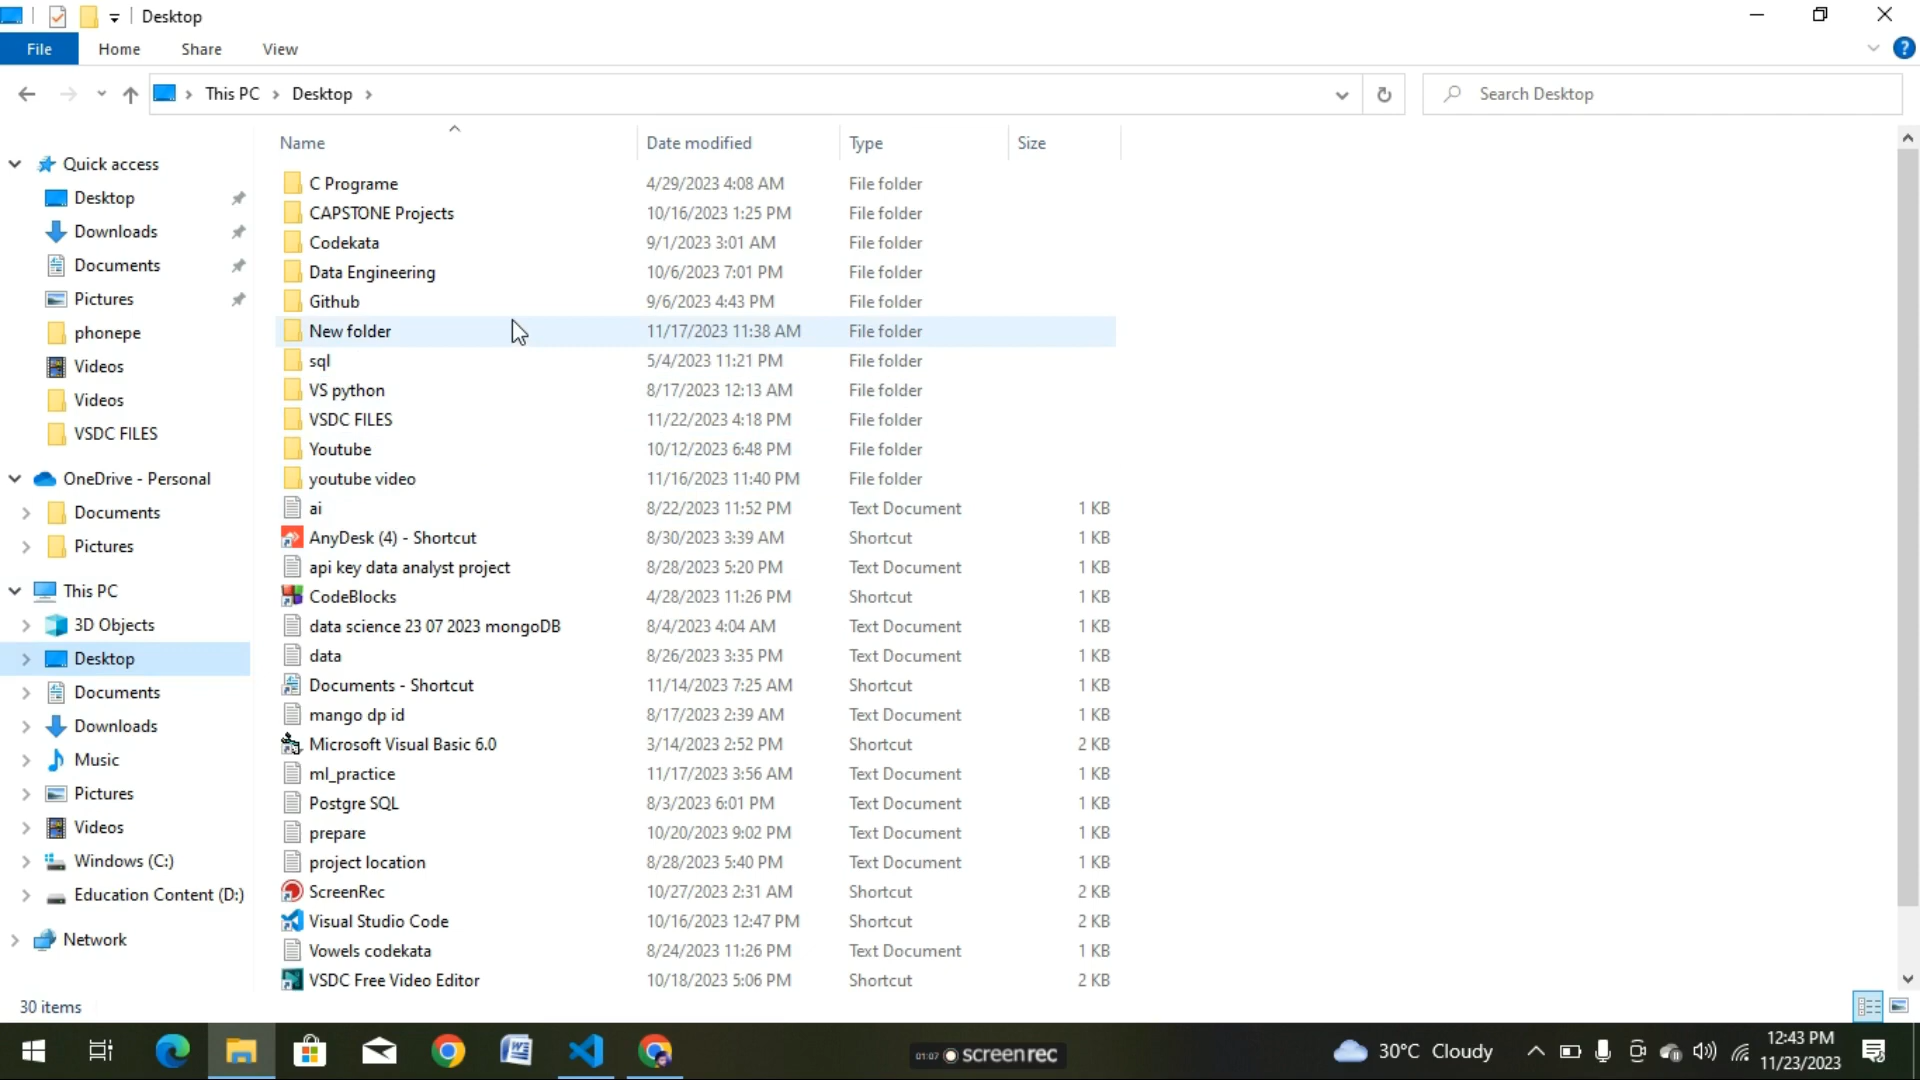 Desktop
File Home Share View
This PC Desktop
Search Desktop
Name Date modified Type Size
Quick access
Desktop
Downloads
Documents
Pictures
phonepe
Videos
Videos
VSDC FILES
OneDrive - Personal
Documents
Pictures
This PC
3D Objects
Desktop
Documents
Downloads
Music
Pictures
Videos
Windows (C:)
Education Content (D:)
Network
C Programe 4/29/2023 4:08 AM File folder
CAPSTONE Projects 10/16/2023 1:25 PM File folder
Codekata 9/1/2023 3:01 AM File folder
Data Engineering 10/6/2023 7:01 PM File folder
Github 9/6/2023 4:43 PM File folder
New folder 11/17/2023 11:38 AM File folder
sql 5/4/2023 11:21 PM File folder
VS python 8/17/2023 12:13 AM File folder
VSDC FILES 11/22/2023 4:18 PM File folder
Youtube 10/12/2023 6:48 PM File folder
youtube video 11/16/2023 11:40 PM File folder
ai 8/22/2023 11:52 PM Text Document 1 KB
AnyDesk (4) - Shortcut 8/30/2023 3:39 AM Shortcut 1 KB
api key data analyst project 8/28/2023 5:20 PM Text Document 1 KB
CodeBlocks 4/28/2023 11:26 PM Shortcut 1 KB
data science 23 07 2023 mongoDB 8/4/2023 4:04 AM Text Document 1 KB
data 8/26/2023 3:35 PM Text Document 1 KB
Documents - Shortcut 11/14/2023 7:25 AM Shortcut 1 KB
mango dp id 8/17/2023 2:39 AM Text Document 1 KB
Microsoft Visual Basic 6.0 3/14/2023 2:52 PM Shortcut 2 KB
ml_practice 11/17/2023 3:56 AM Text Document 1 KB
Postgre SQL 8/3/2023 6:01 PM Text Document 1 KB
prepare 10/20/2023 9:02 PM Text Document 1 KB
project location 8/28/2023 5:40 PM Text Document 1 KB
ScreenRec 10/27/2023 2:31 AM Shortcut 2 KB
Visual Studio Code 10/16/2023 12:47 PM Shortcut 2 KB
Vowels codekata 8/24/2023 11:26 PM Text Document 1 KB
VSDC Free Video Editor 10/18/2023 5:06 PM Shortcut 2 KB
30 items
01:07 screenrec
30°C Cloudy
12:43 PM
11/23/2023